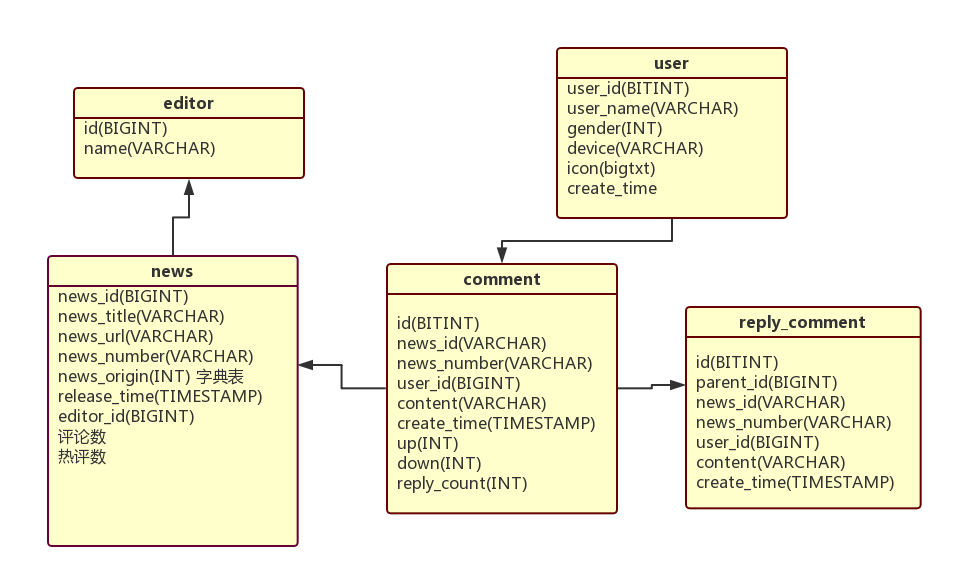 editor
id(BIGINT)
name(VARCHAR)
user
user_id(BITINT)
user_name(VARCHAR)
gender(INT)
device(VARCHAR)
icon(bigtxt)
create_time
news
news_id(BIGINT)
news_title(VARCHAR)
news_url(VARCHAR)
news_number(VARCHAR)
news_origin(INT) 字典表
release_time(TIMESTAMP)
editor_id(BIGINT)
评论数
热评数
comment
id(BITINT)
news_id(VARCHAR)
news_number(VARCHAR)
user_id(BIGINT)
content(VARCHAR)
create_time(TIMESTAMP)
up(INT)
down(INT)
reply_count(INT)
reply_comment
id(BITINT)
parent_id(BIGINT)
news_id(VARCHAR)
news_number(VARCHAR)
user_id(BIGINT)
content(VARCHAR)
create_time(TIMESTAMP)